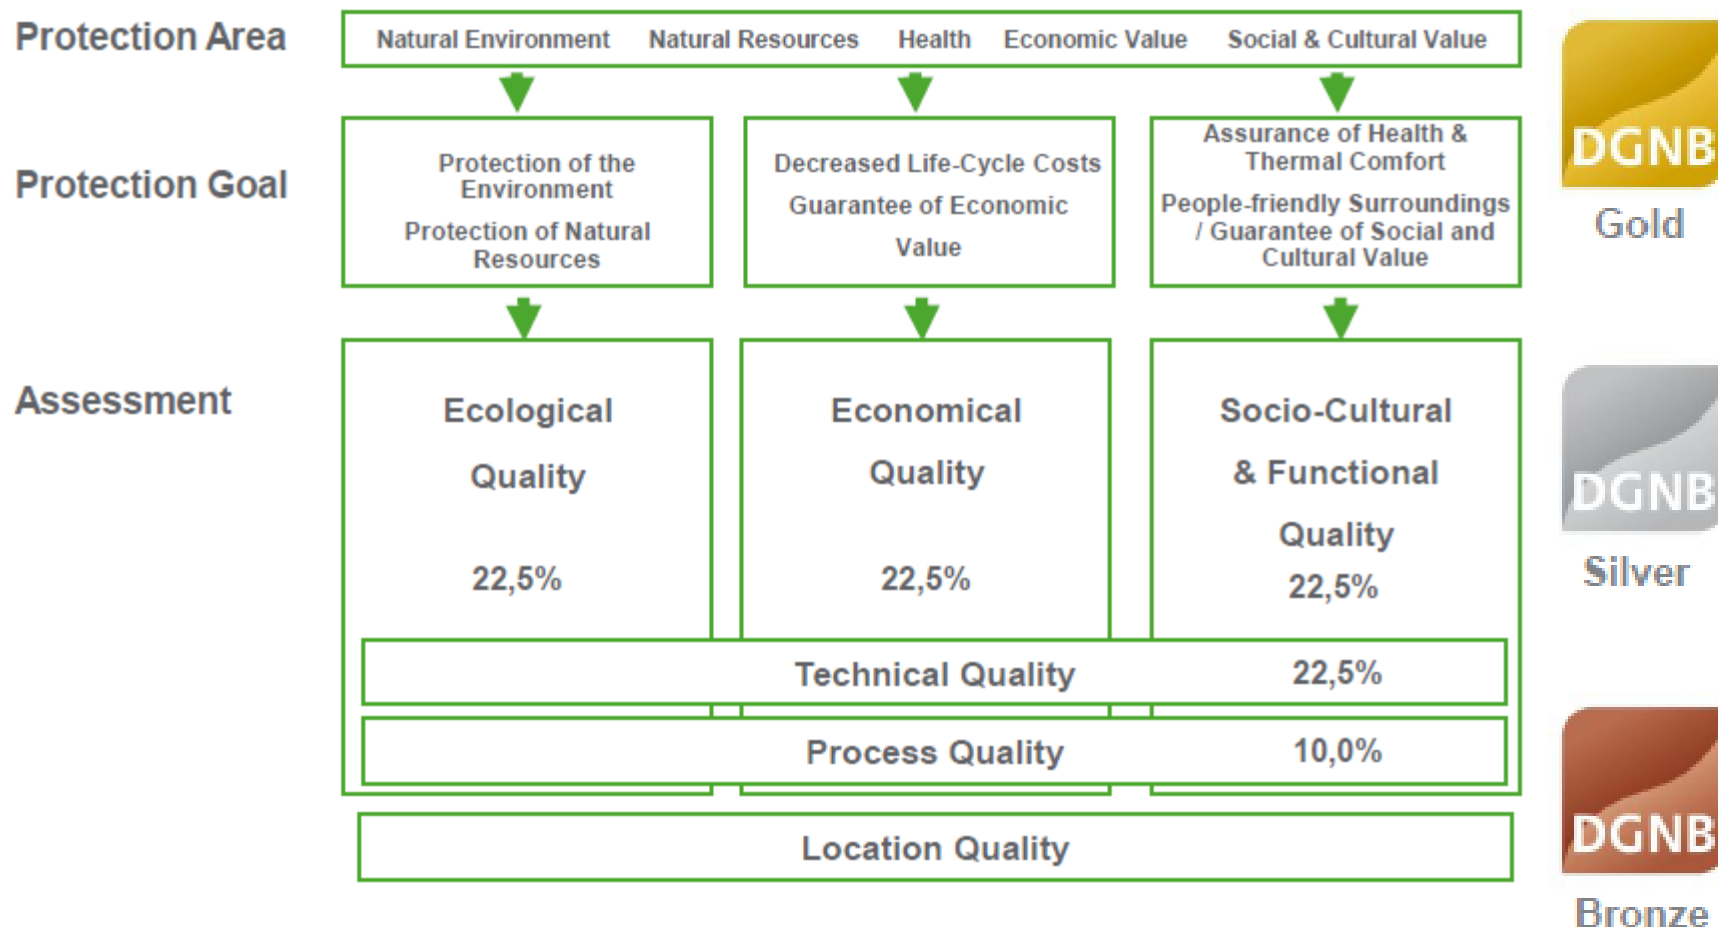 Protection Area
Natural Environment Natural Resources Health Economic Value Social & Cultural Value
Protection Goal
Protection of the
Environment
Protection of Natural
Resources
Decreased Life-Cycle Costs
Guarantee of Economic
Value
Assurance of Health &
Thermal Comfort
People-friendly Surroundings
/ Guarantee of Social and
Cultural Value
Assessment
Ecological
Quality
22,5%
Economical
Quality
22,5%
Socio-Cultural
& Functional
Quality
22,5%
Technical Quality 22,5%
Process Quality 10,0%
Location Quality
DGNB
Gold
DGNB
Silver
DGNB
Bronze